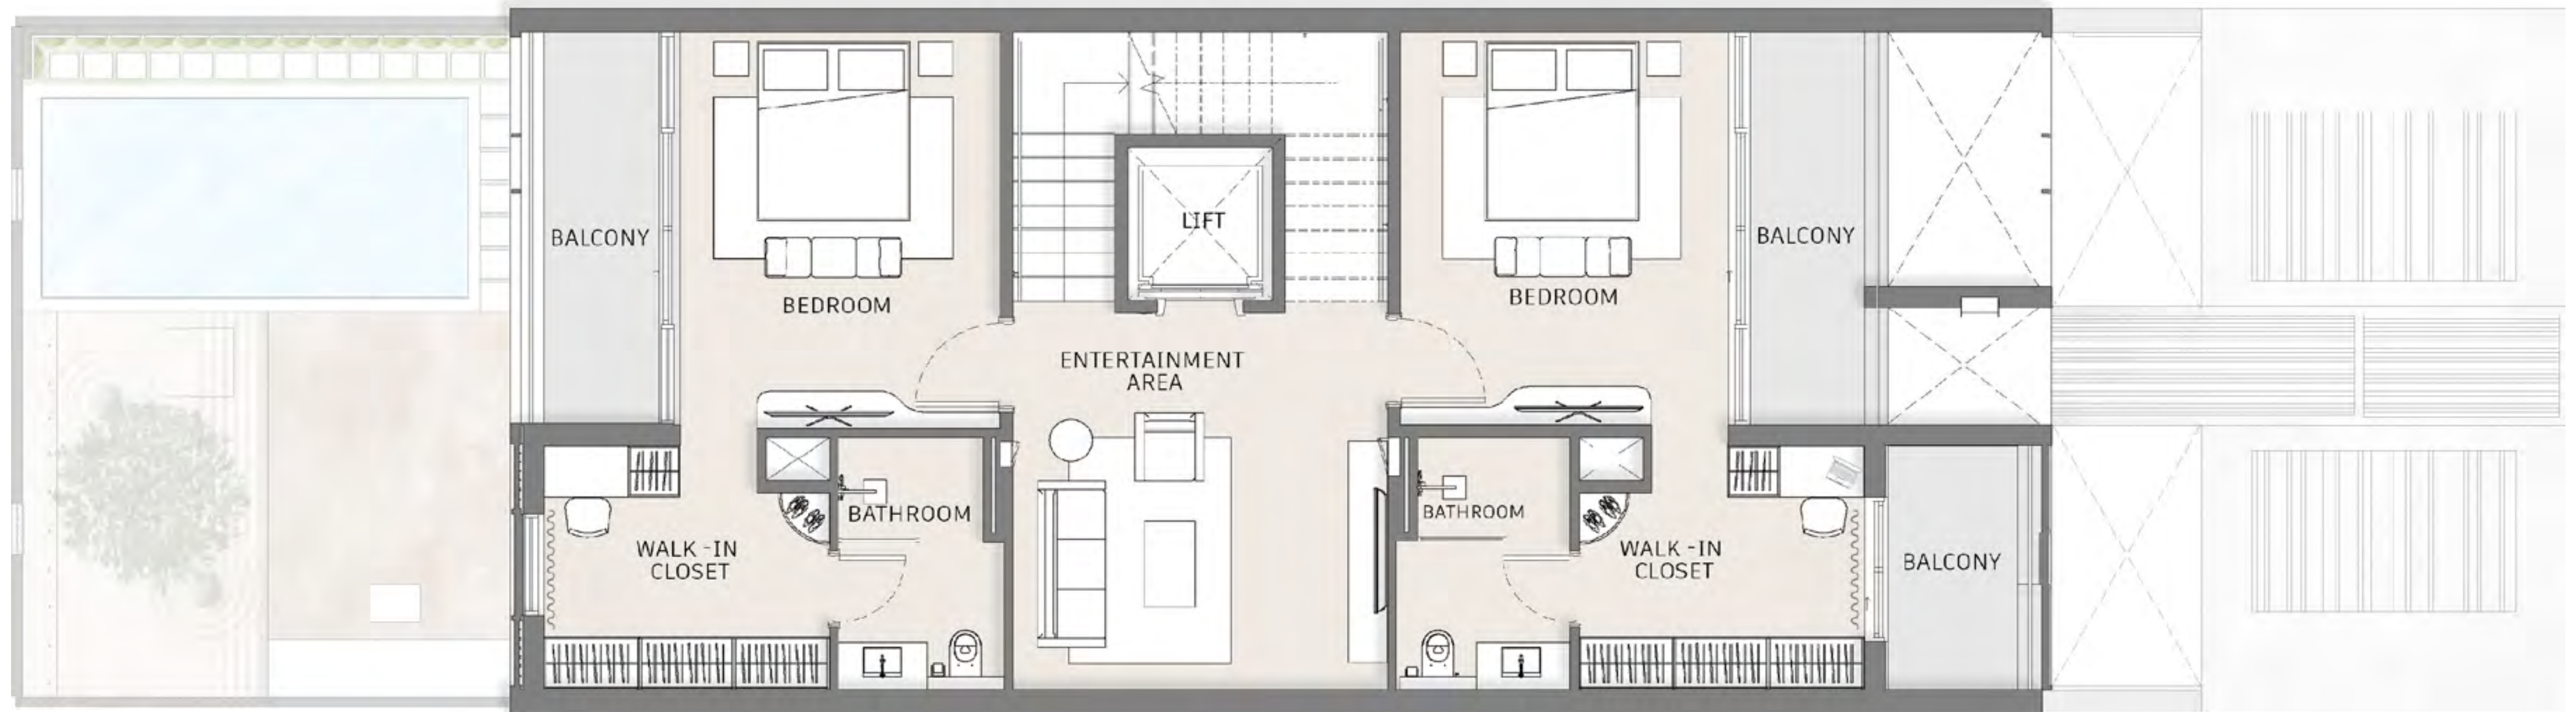 BALCONY
BEDROOM
LIFT
ENTERTAINMENT
AREA
BEDROOM
BALCONY
WALK -IN
CLOSET
BATHROOM
BATHROOM
WALK -IN
CLOSET
BALCONY